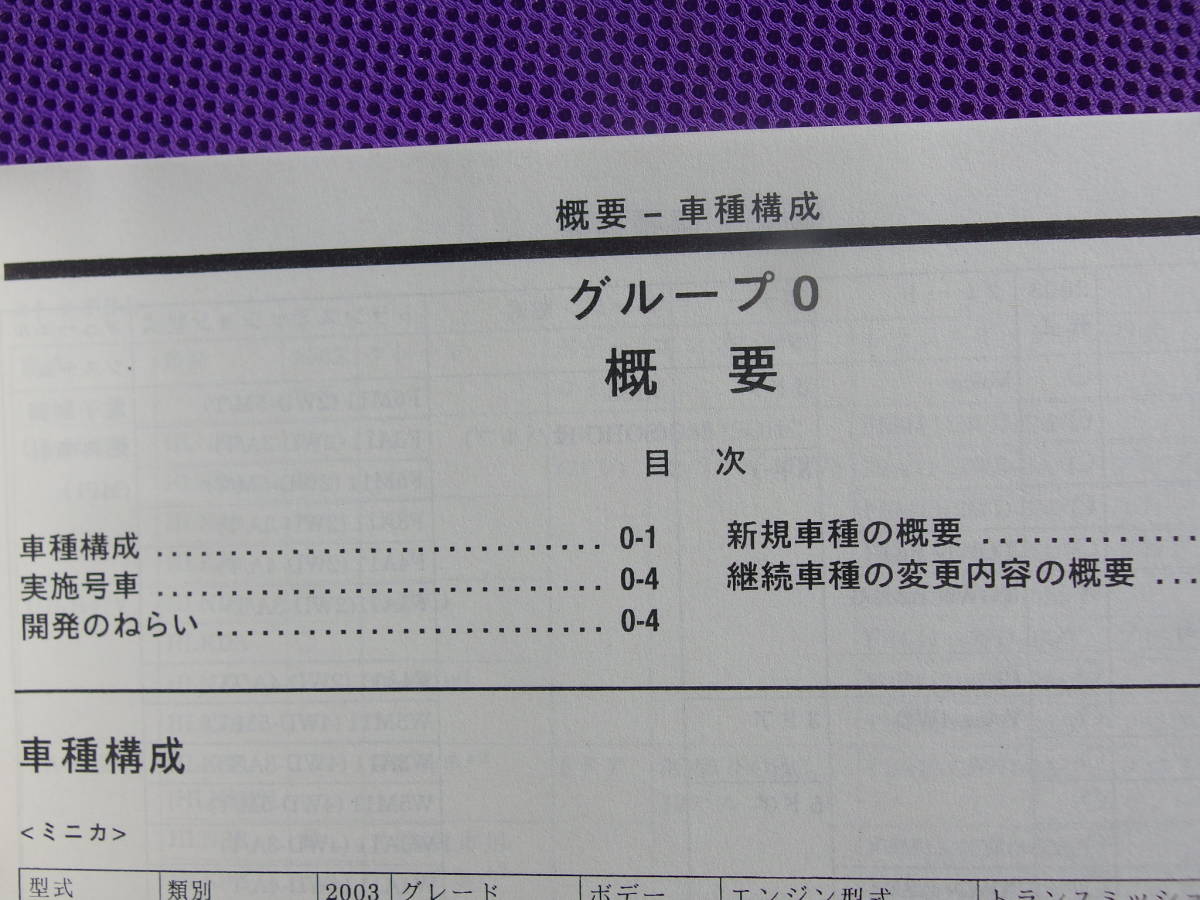 概要 − 車種構成
グループ0
概 要
目 次
車種構成 .............................. 0-1
実施号車 .............................. 0-4
開発のねらい .......................... 0-4
新規車種の概要 ...............
継続車種の変更内容の概要 ...
車種構成
<ミニカ>
型式 類別 2003 グレード ボデー エンジン型式 トランスミッショ